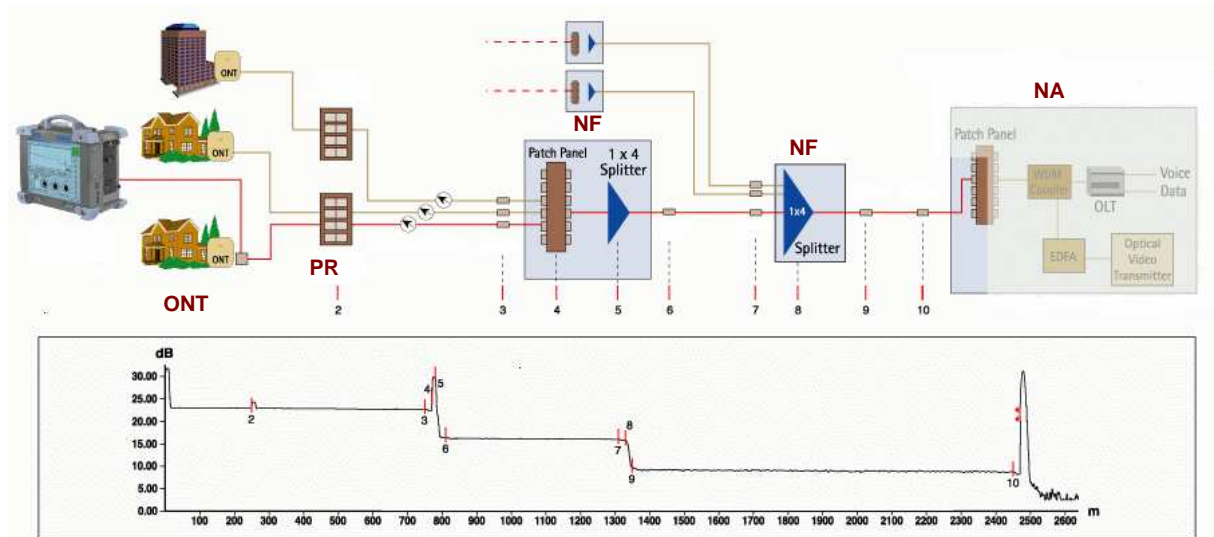 NA
ONT
NF
ONT
Patch Panel
1 x 4
Splitter
NF
Patch Panel
WDM
Coupler
OLT
Voice
Data
1x4
Splitter
EDFA
Optical
Video
Transmitter
ONT
PR
ONT
2 3 4 5 6 7 8 9 10
dB
30.00
25.00
20.00
15.00
10.00
5.00
0.00
2
3
4
5
6
7
8
9
10
100 200 300 400 500 600 700 800 900 1000 1100 1200 1300 1400 1500 1600 1700 1800 1900 2000 2100 2200 2300 2400 2500 2600 m